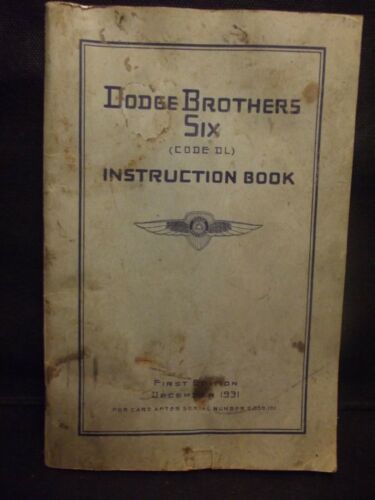 DODGE BROTHERS
SIX
(CODE DL)
INSTRUCTION BOOK
FIRST EDITION
DECEMBER 1931
FOR CARS AFTER SERIAL NUMBER